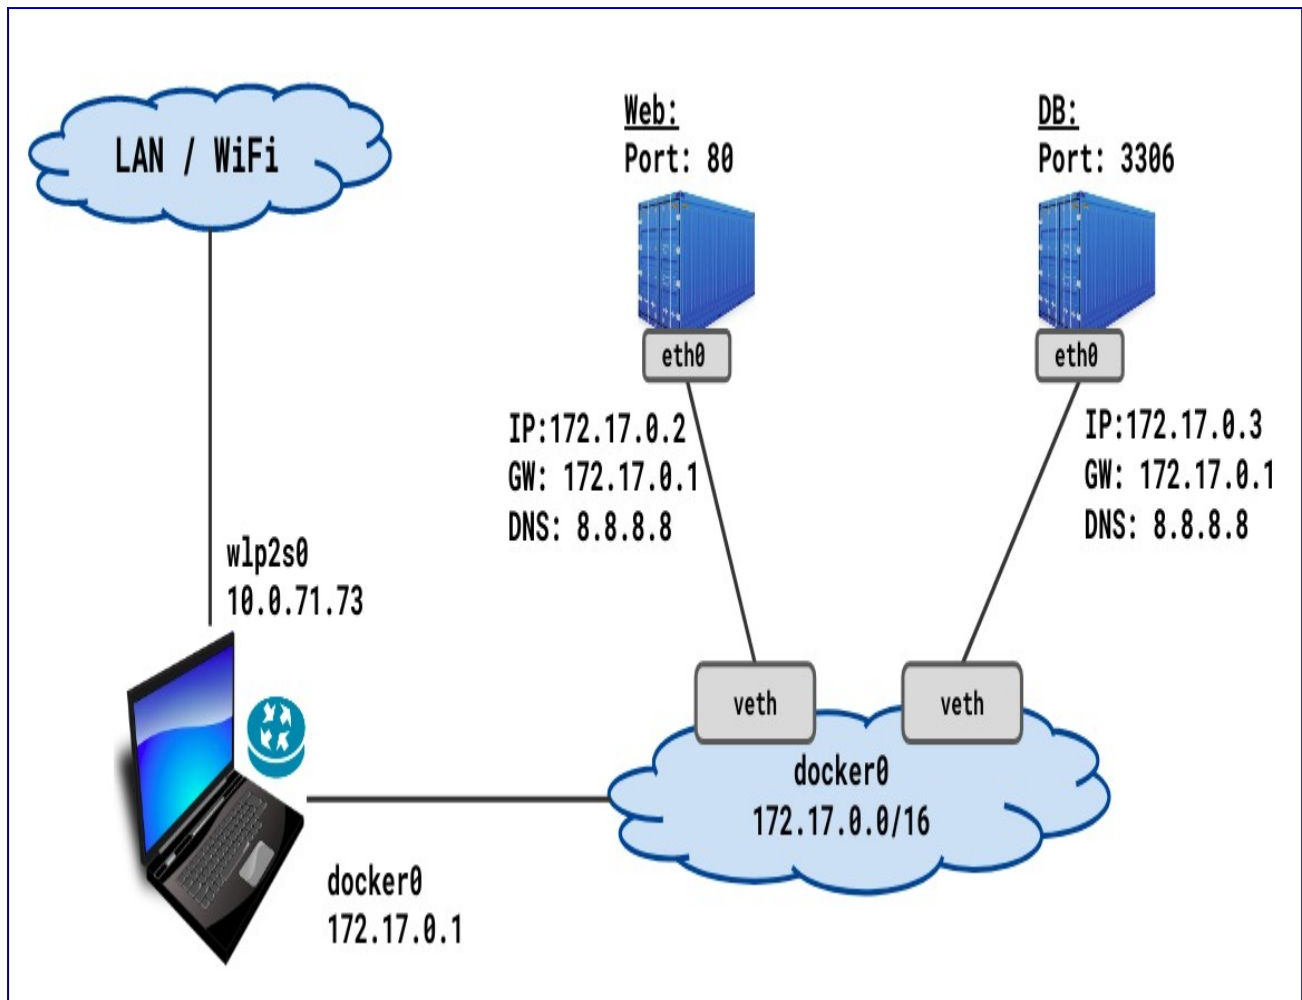 LAN / WiFi
Web:
Port: 80
DB:
Port: 3306
eth0
eth0
IP:172.17.0.2
GW: 172.17.0.1
DNS: 8.8.8.8
IP:172.17.0.3
GW: 172.17.0.1
DNS: 8.8.8.8
wlp2s0
10.0.71.73
veth
veth
docker0
172.17.0.0/16
docker0
172.17.0.1